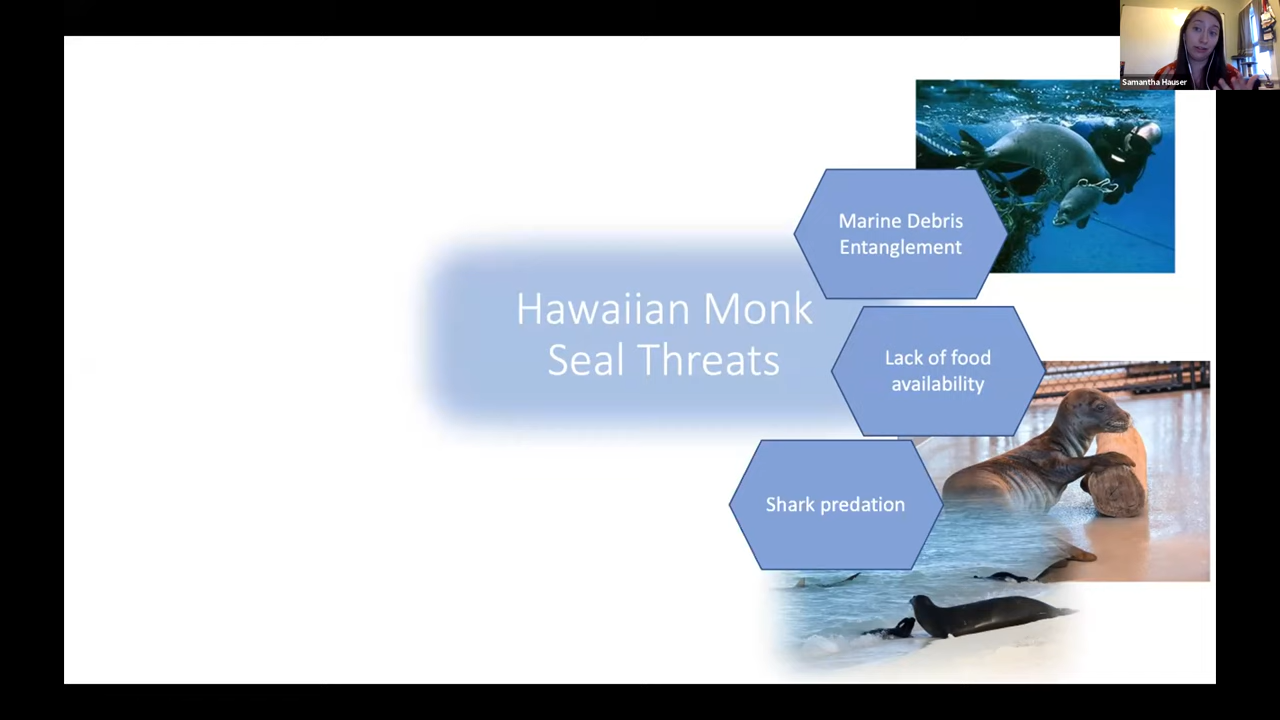 Samantha Hauser
Hawaiian Monk
Seal Threats
Marine Debris
Entanglement
Lack of food
availability
Shark predation